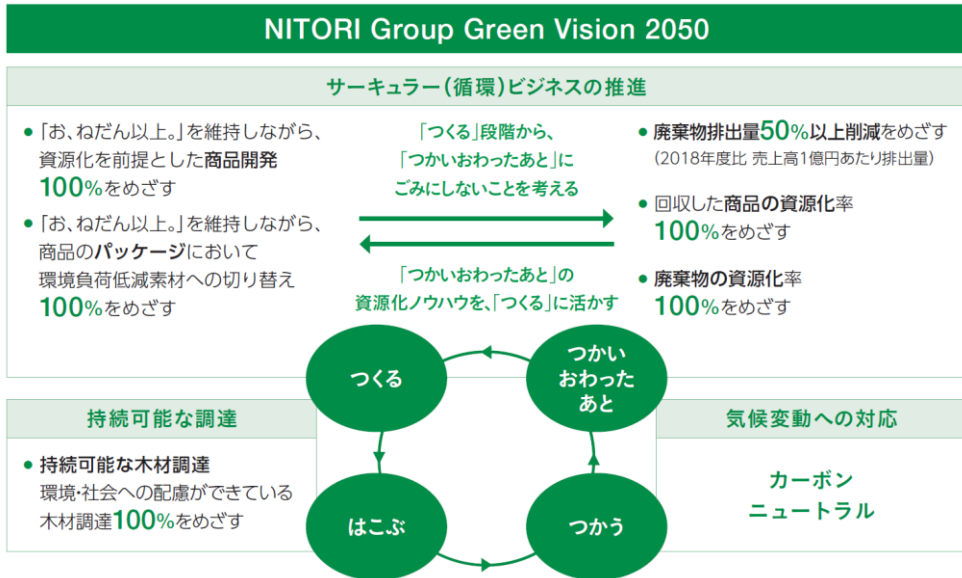 NITORI Group Green Vision 2050
サーキュラー(循環)ビジネスの推進
●「お、ねだん以上。」を維持しながら、
資源化を前提とした商品開発
100%をめざす
●「お、ねだん以上。」を維持しながら、
商品のパッケージにおいて
環境負荷低減素材への切り替え
100%をめざす
「つくる」段階から、
「つかいおわったあと」に
ごみにしないことを考える
「つかいおわったあと」の
資源化ノウハウを、「つくる」に活かす
● 廃棄物排出量50%以上削減をめざす
(2018年度比 売上高1億円あたり排出量)
● 回収した商品の資源化率
100%をめざす
● 廃棄物の資源化率
100%をめざす
つくる
つかい
おわった
あと
はこぶ
つかう
持続可能な調達
● 持続可能な木材調達
環境・社会への配慮ができている
木材調達100%をめざす
気候変動への対応
カーボン
ニュートラル